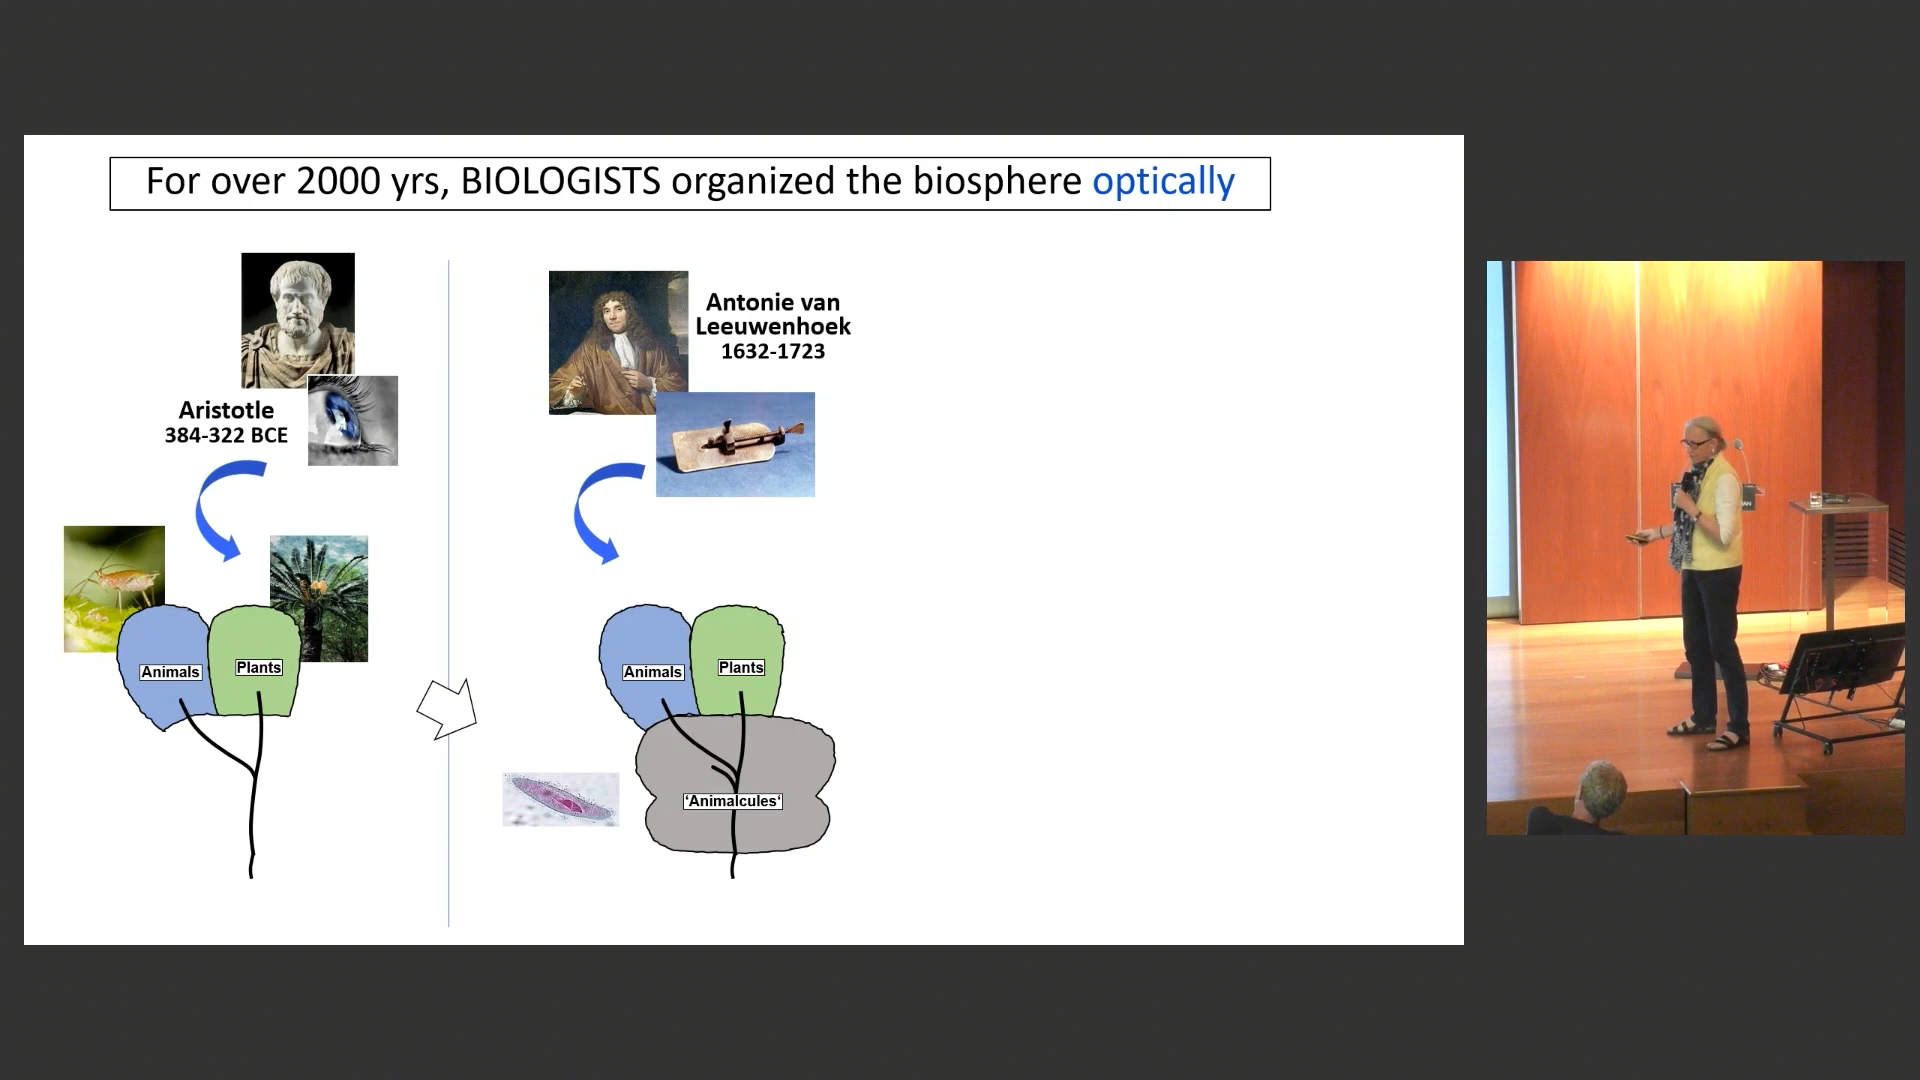 For over 2000 yrs, BIOLOGISTS organized the biosphere optically
Aristotle
384-322 BCE
Animals
Plants
Antonie van
Leeuwenhoek
1632-1723
Animals
Plants
‘Animalcules‘